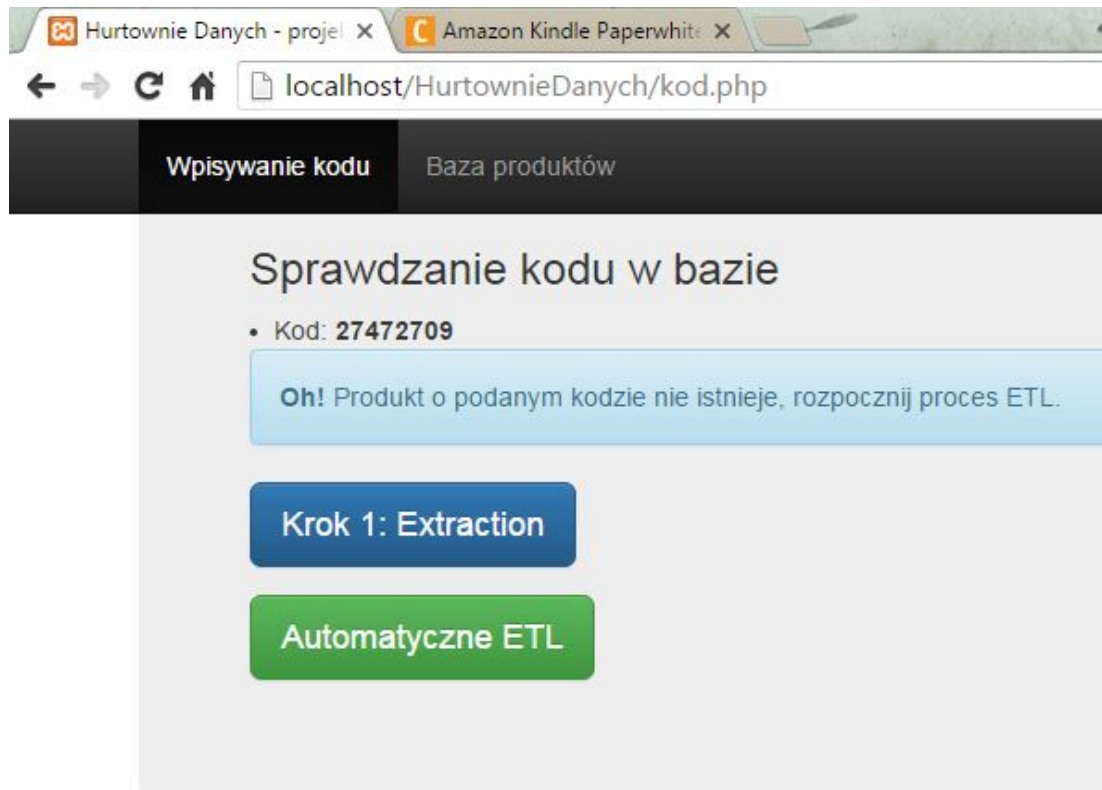 Hurtownie Danych - proje
Amazon Kindle Paperwhite
localhost/HurtownieDanych/kod.php
Wpisywanie kodu
Baza produktów
Sprawdzanie kodu w bazie
• Kod: 27472709
Oh! Produkt o podanym kodzie nie istnieje, rozpocznij proces ETL.
Krok 1: Extraction
Automatyczne ETL